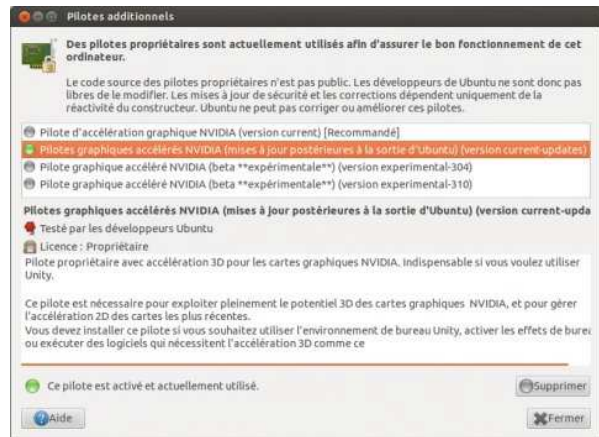 Pilotes additionnels
Des pilotes propriétaires sont actuellement utilisés afin d'assurer le bon fonctionnement de cet
ordinateur.
Le code source des pilotes propriétaires n'est pas public. Les développeurs de Ubuntu ne sont donc pas
libres de le modifier. Les mises à jour de sécurité et les corrections dépendent uniquement de la
réactivité du constructeur. Ubuntu ne peut pas corriger ou améliorer ces pilotes.
Pilote d'accélération graphique NVIDIA (version current) [Recommandé]
Pilotes graphiques accélérés NVIDIA (mises à jour postérieures à la sortie d'Ubuntu) (version current-updates)
Pilote graphique accéléré NVIDIA (beta **expérimentale**) (version experimental-304)
Pilote graphique accéléré NVIDIA (beta **expérimentale**) (version experimental-310)
Pilotes graphiques accélérés NVIDIA (mises à jour postérieures à la sortie d'Ubuntu) (version current-upda
Testé par les développeurs Ubuntu
Licence : Propriétaire
Pilote propriétaire avec accélération 3D pour les cartes graphiques NVIDIA. Indispensable si vous voulez utiliser
Unity.
Ce pilote est nécessaire pour exploiter pleinement le potentiel 3D des cartes graphiques NVIDIA, et pour gérer
l'accélération 2D des cartes les plus récentes.
Vous devez installer ce pilote si vous souhaitez utiliser l'environnement de bureau Unity, activer les effets de burea
ou exécuter des logiciels qui nécessitent l'accélération 3D comme ce
Ce pilote est activé et actuellement utilisé.
Supprimer
Aide
Fermer